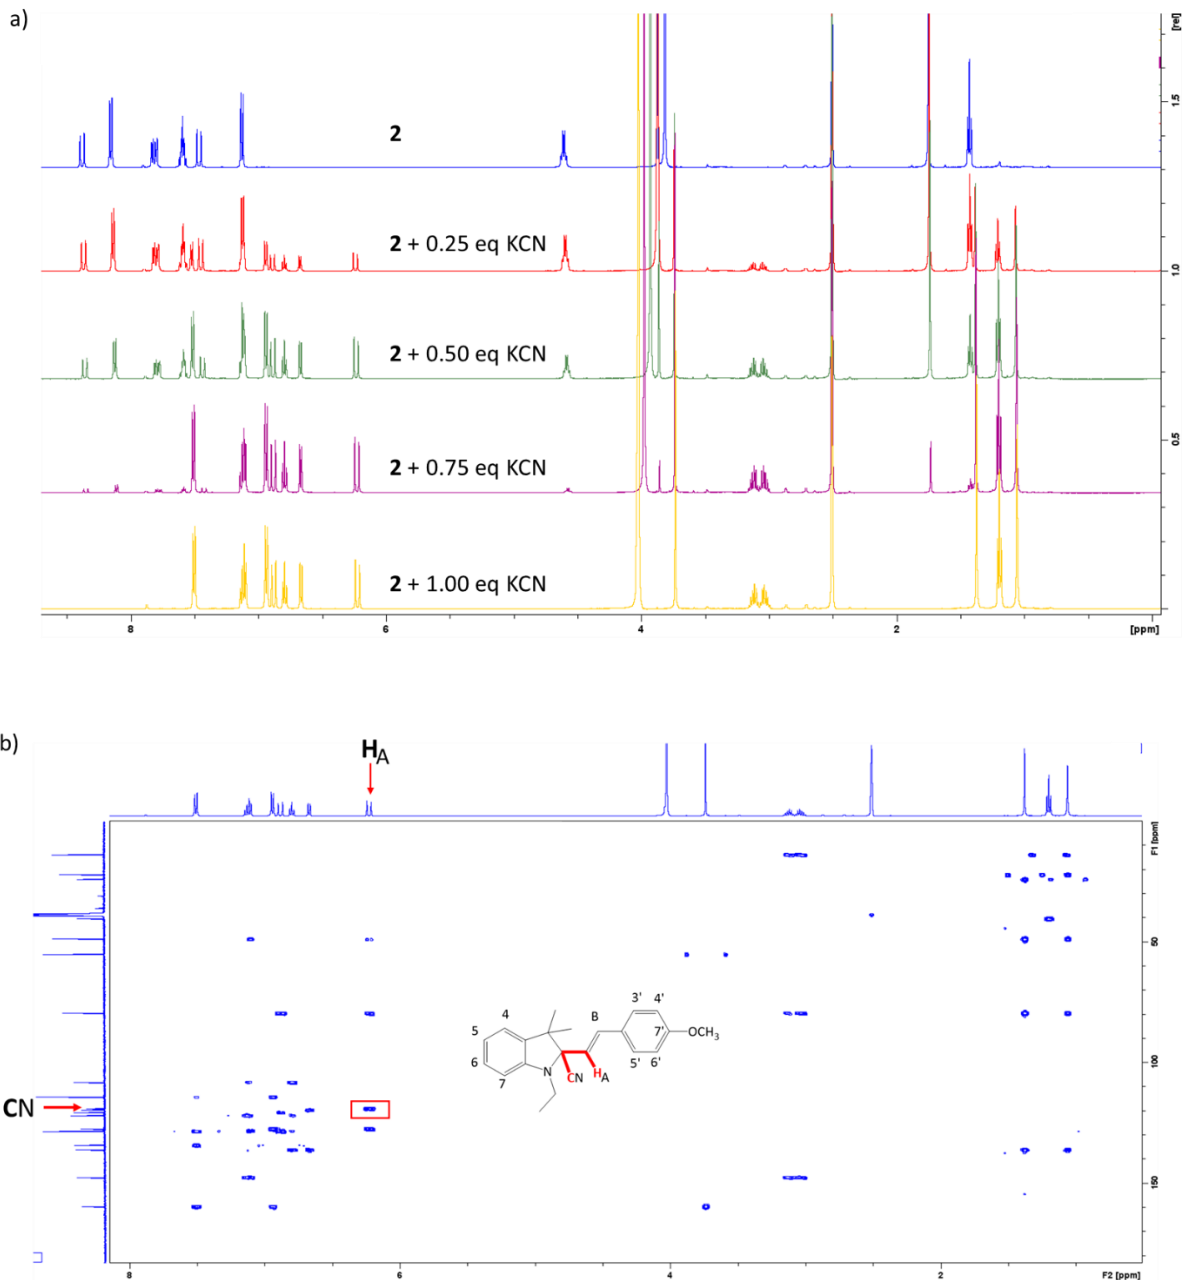 a)
[rel]
2
1.5
2 + 0.25 eq KCN
1.0
2 + 0.50 eq KCN
0.5
2 + 0.75 eq KCN
2 + 1.00 eq KCN
8 6 4 2 [ppm]
b)
HA
F1 [ppm]
50
3' 4'
4 B
5 7' OCH3
6 5' 6'
7 N CN HA
100
CN
150
8 6 4 2 F2 [ppm]